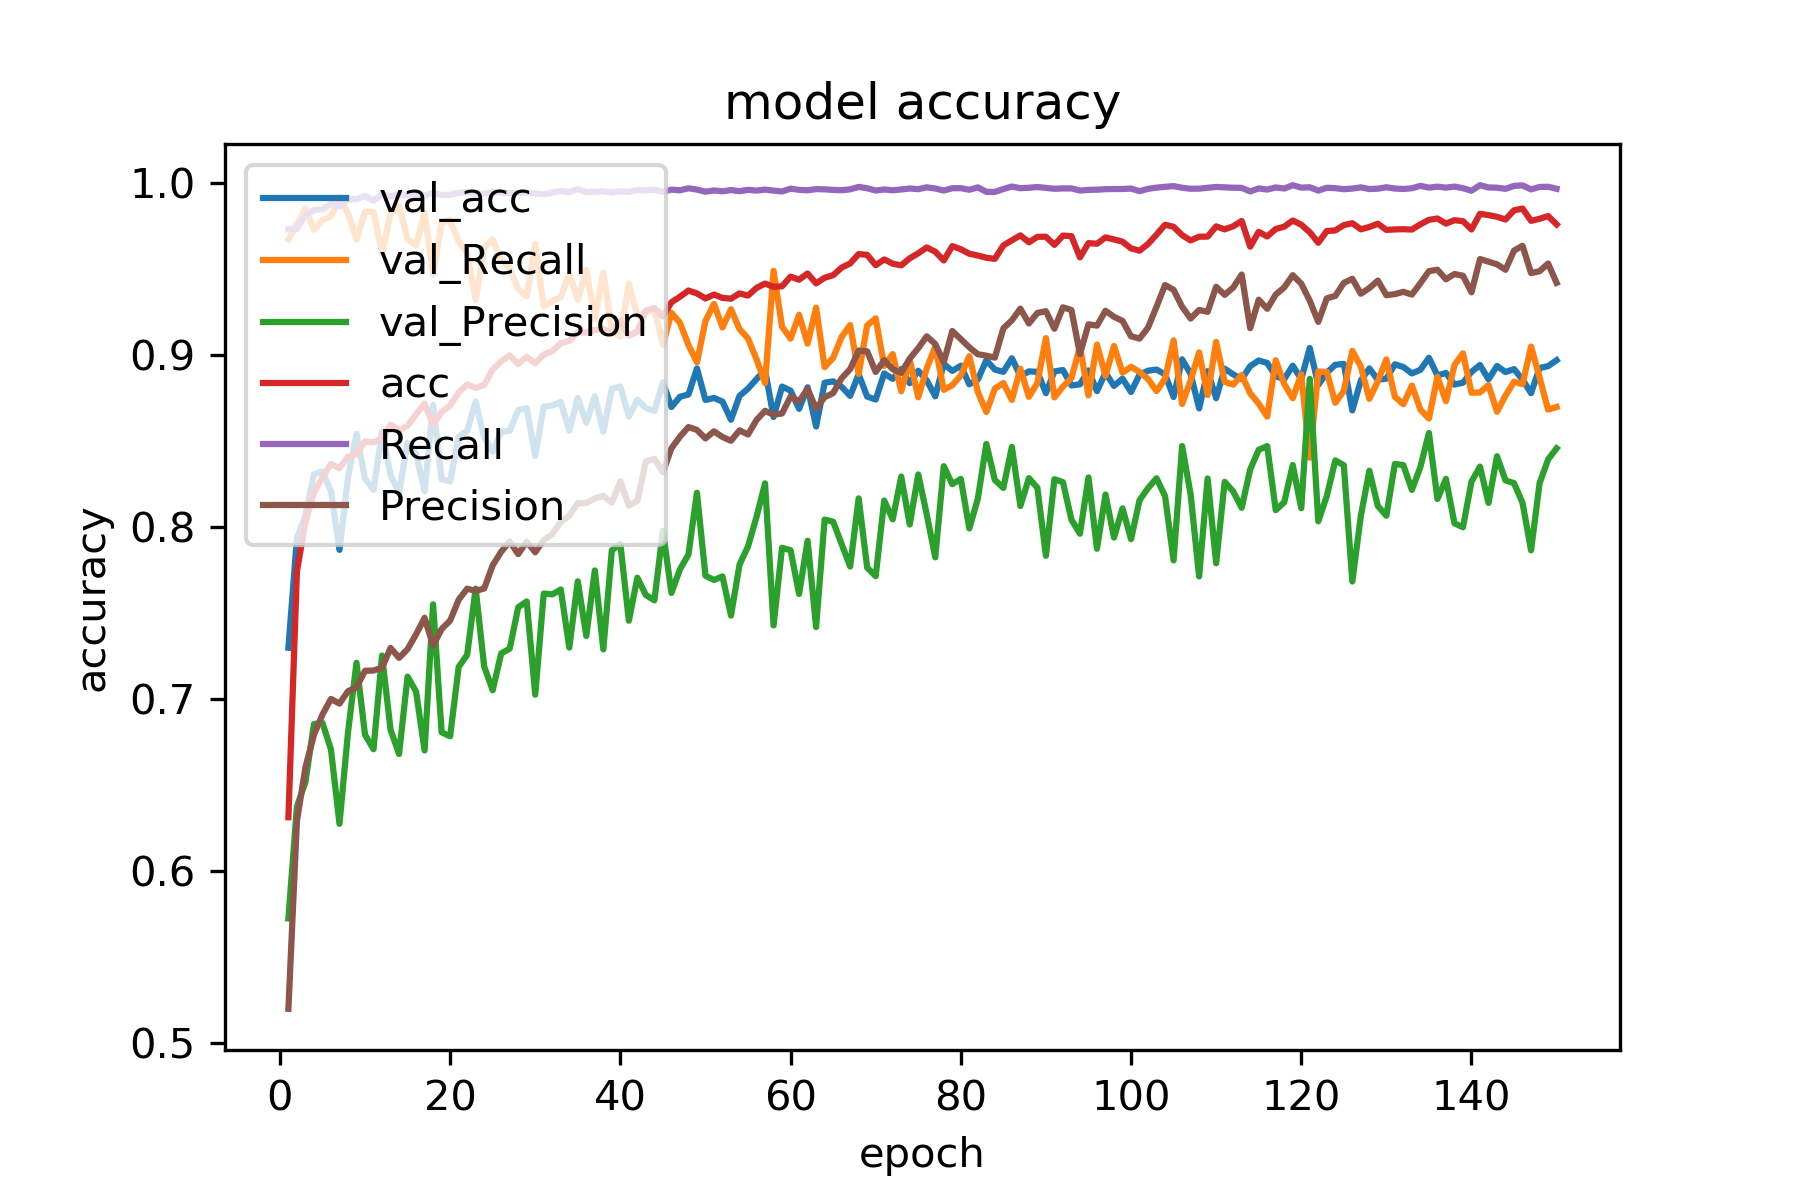 model accuracy
1.0
0.9
0.8
0.7
0.6
0.5
accuracy
val_acc
val_Recall
val_Precision
acc
Recall
Precision
0 20 40 60 80 100 120 140
epoch